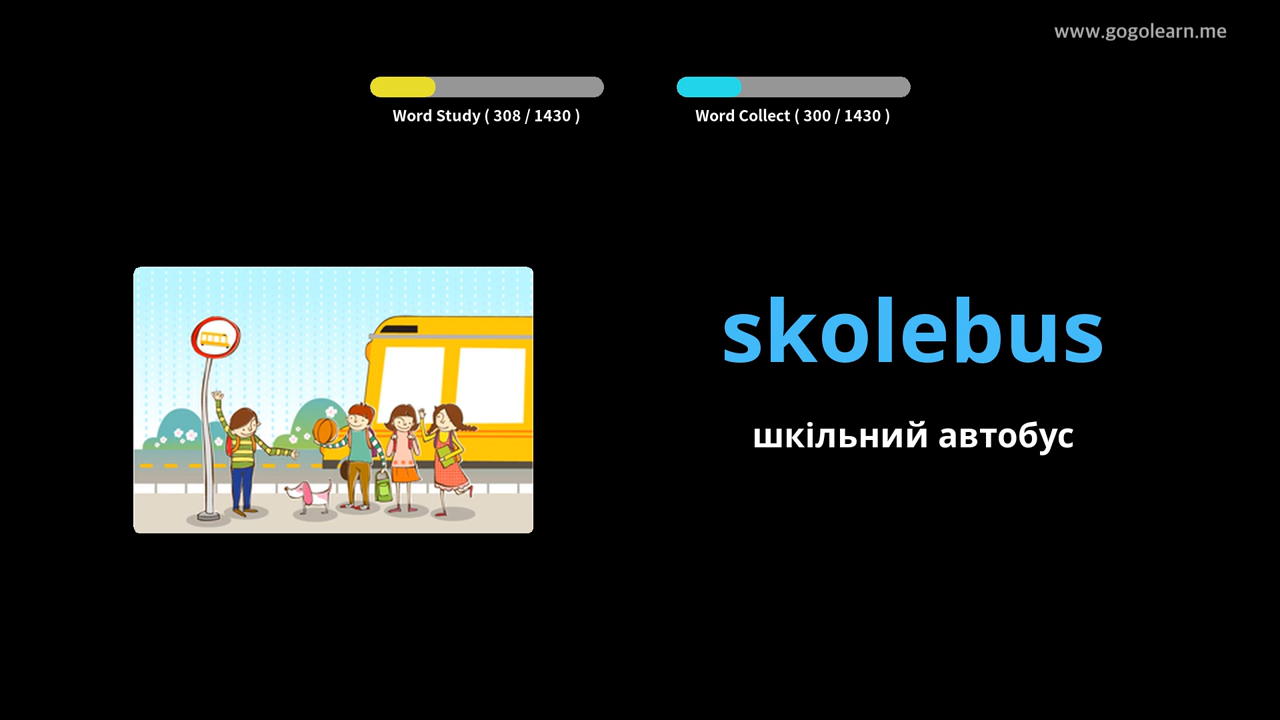 www.gogolearn.me
Word Study ( 308 / 1430 )
Word Collect ( 300 / 1430 )
skolebus
шкільний автобус